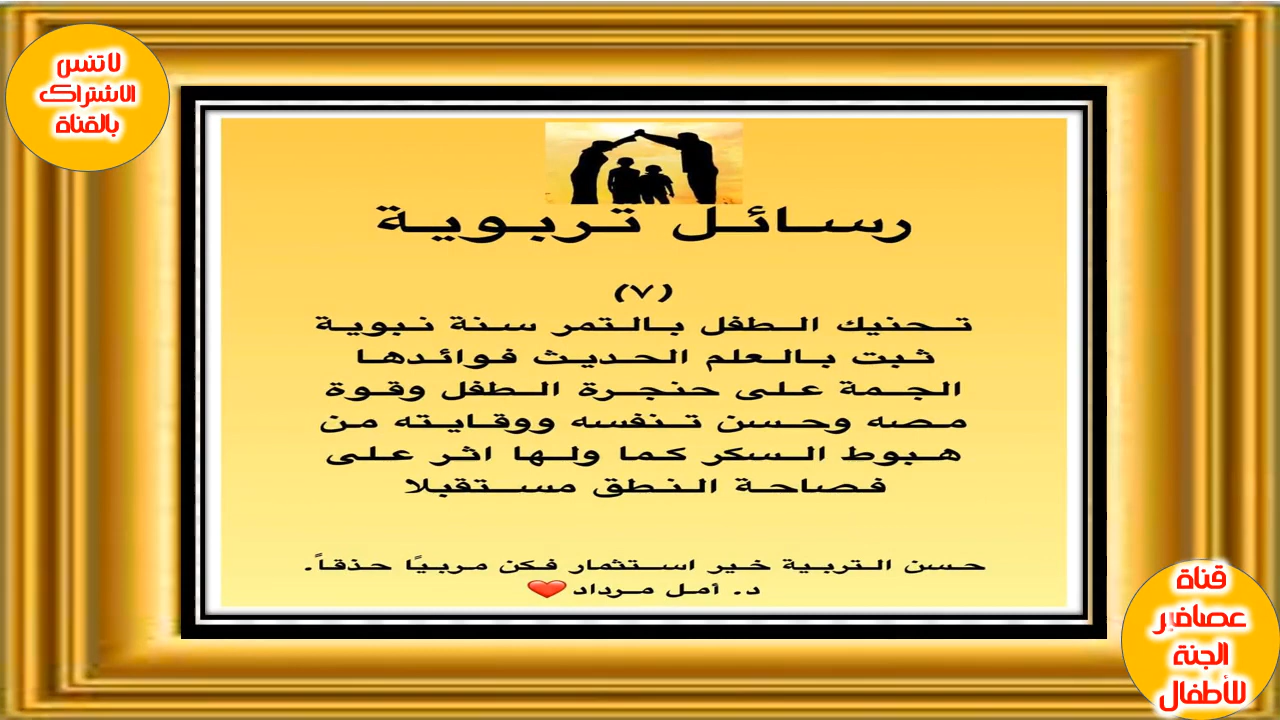 لا تنس
الاشتراك
بالقناة
رسائل تربوية
(٧)
تحنيك الطفل بالتمر سنة نبوية
ثبت بالعلم الحديث فوائدها
الجمة على حنجرة الطفل وقوة
مصه وحسن تنفسه ووقايته من
هبوط السكر كما ولها اثر على
فصاحة النطق مستقبلا
حسن التربية خير استثمار فكن مربيًا حذقاً.
د. أمل مرداد
قناة
عصافير
الجنة
للأطفال